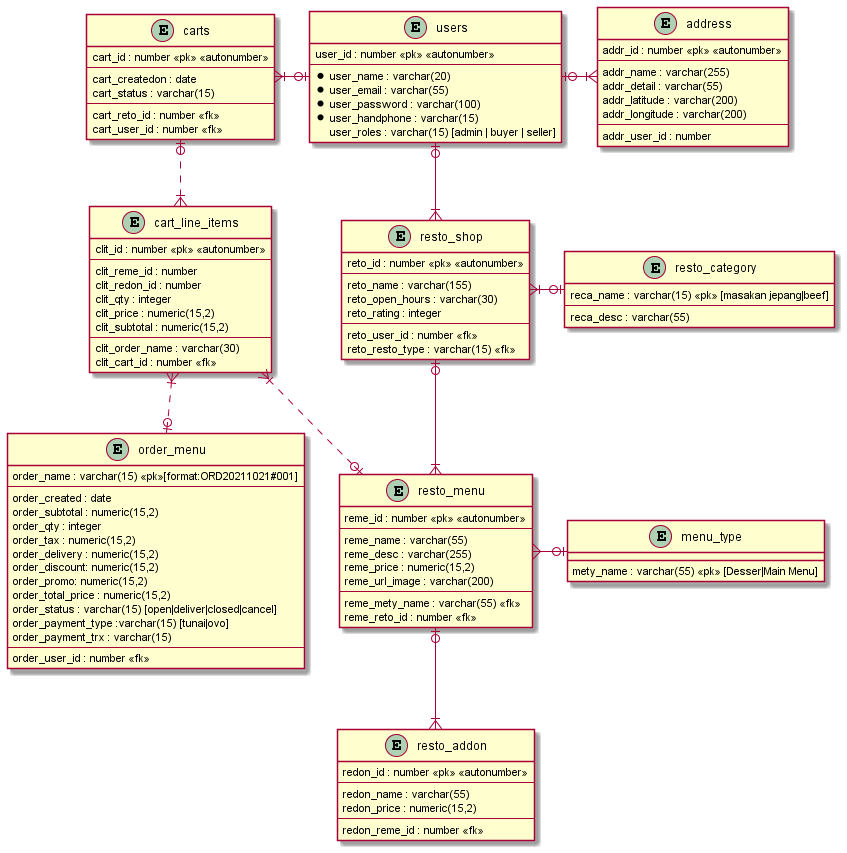 E carts
cart_id : number «pk» «autonumber»
cart_createdon : date
cart_status : varchar(15)
cart_reto_id : number «fk»
cart_user_id : number «fk»
E users
user_id : number «pk» «autonumber»
user_name : varchar(20)
user_email : varchar(55)
user_password : varchar(100)
user_handphone : varchar(15)
user_roles : varchar(15) [admin | buyer | seller]
E address
addr_id : number «pk» «autonumber»
addr_name : varchar(255)
addr_detail : varchar(55)
addr_latitude : varchar(200)
addr_longitude : varchar(200)
addr_user_id : number
E cart_line_items
clit_id : number «pk» «autonumber»
clit_reme_id : number
clit_redon_id : number
clit_qty : integer
clit_price : numeric(15,2)
clit_subtotal : numeric(15,2)
clit_order_name : varchar(30)
clit_cart_id : number «fk»
E resto_shop
reto_id : number «pk» «autonumber»
reto_name : varchar(155)
reto_open_hours : varchar(30)
reto_rating : integer
reto_user_id : number «fk»
reto_resto_type : varchar(15) «fk»
E resto_category
reca_name : varchar(15) «pk» [masakan jepang|beef]
reca_desc : varchar(55)
E order_menu
order_name : varchar(15) «pk»[format:ORD20211021#001]
order_created : date
order_subtotal : numeric(15,2)
order_qty : integer
order_tax : numeric(15,2)
order_delivery : numeric(15,2)
order_discount: numeric(15,2)
order_promo: numeric(15,2)
order_total_price : numeric(15,2)
order_status : varchar(15) [open|deliver|closed|cancel]
order_payment_type :varchar(15) [tunai|ovo]
order_payment_trx : varchar(15)
order_user_id : number «fk»
E resto_menu
reme_id : number «pk» «autonumber»
reme_name : varchar(55)
reme_desc : varchar(255)
reme_price : numeric(15,2)
reme_url_image : varchar(200)
reme_mety_name : varchar(55) «fk»
reme_reto_id : number «fk»
E menu_type
mety_name : varchar(55) «pk» [Desser|Main Menu]
E resto_addon
redon_id : number «pk» «autonumber»
redon_name : varchar(55)
redon_price : numeric(15,2)
redon_reme_id : number «fk»